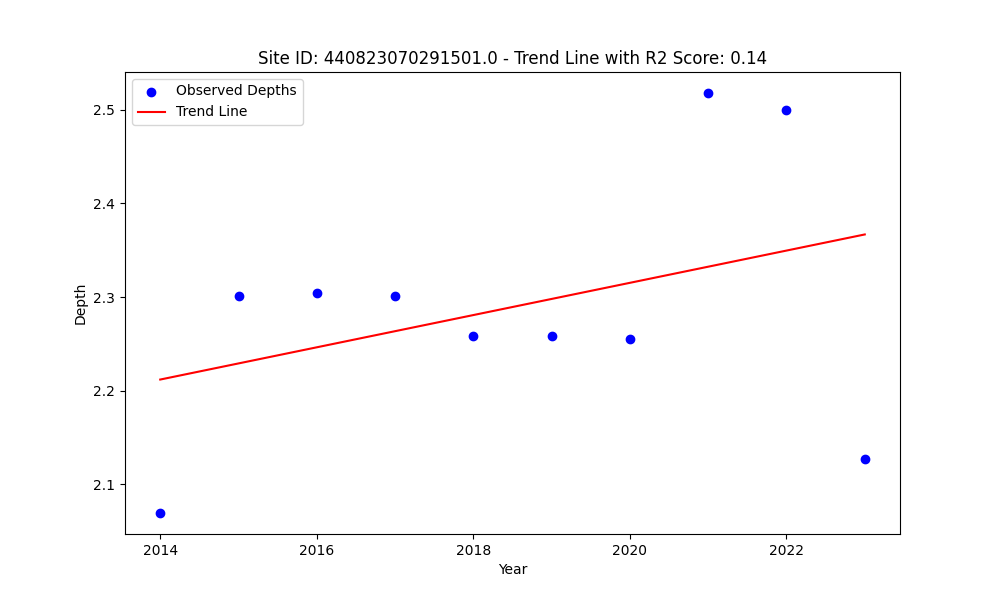 Site ID: 440823070291501.0 - Trend Line with R2 Score: 0.14
Observed Depths
Trend Line
2.5
2.4
2.3
2.2
2.1
Depth
2014
2016
2018
2020
2022
Year